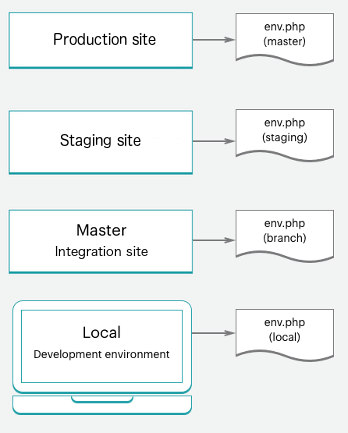 Production site
env.php
(master)
Staging site
env.php
(staging)
Master
Integration site
env.php
(branch)
Local
Development environment
env.php
(local)